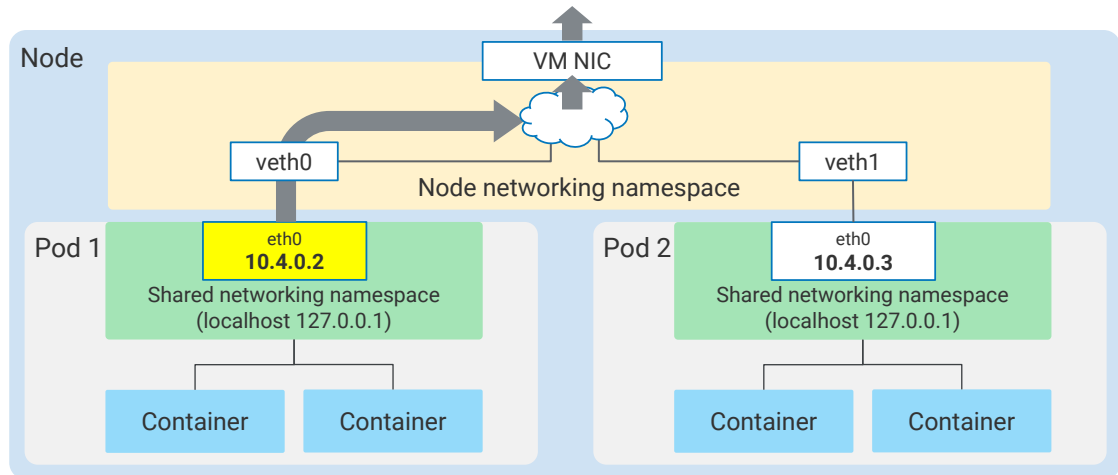 Node
VM NIC
veth0
veth1
Node networking namespace
Pod 1
eth0
10.4.0.2
Shared networking namespace
(localhost 127.0.0.1)
Container
Container
Pod 2
eth0
10.4.0.3
Shared networking namespace
(localhost 127.0.0.1)
Container
Container